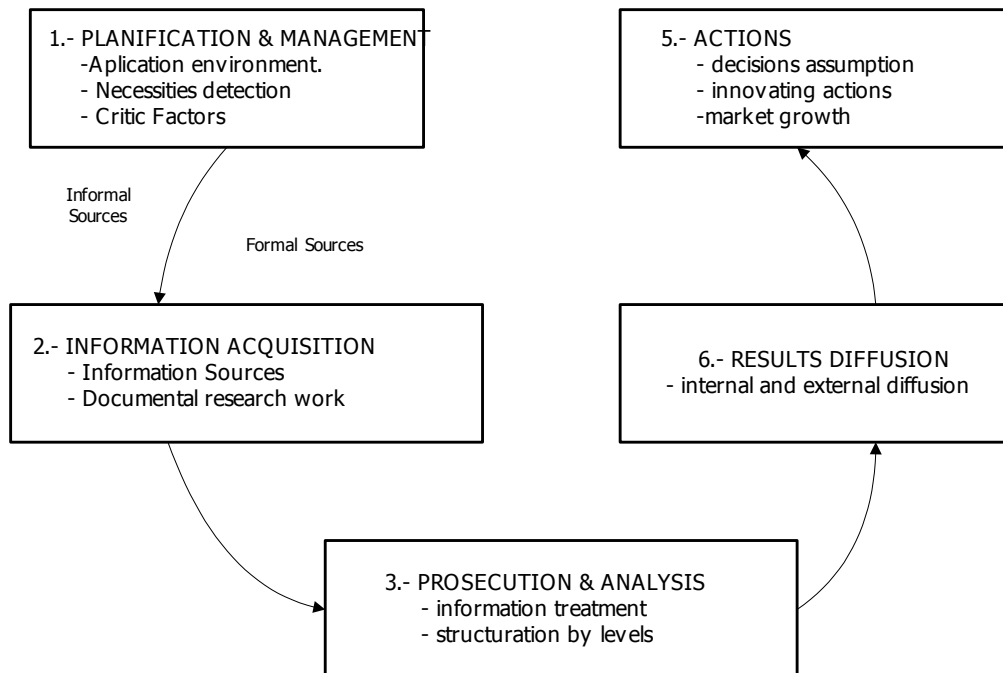 1.- PLANIFICATION & MANAGEMENT
-Aplication environment.
- Necessities detection
- Critic Factors
Informal
Sources
Formal Sources
2.- INFORMATION ACQUISITION
- Information Sources
- Documental research work
3.- PROSECUTION & ANALYSIS
- information treatment
- structuration by levels
6.- RESULTS DIFFUSION
- internal and external diffusion
5.- ACTIONS
- decisions assumption
- innovating actions
-market growth